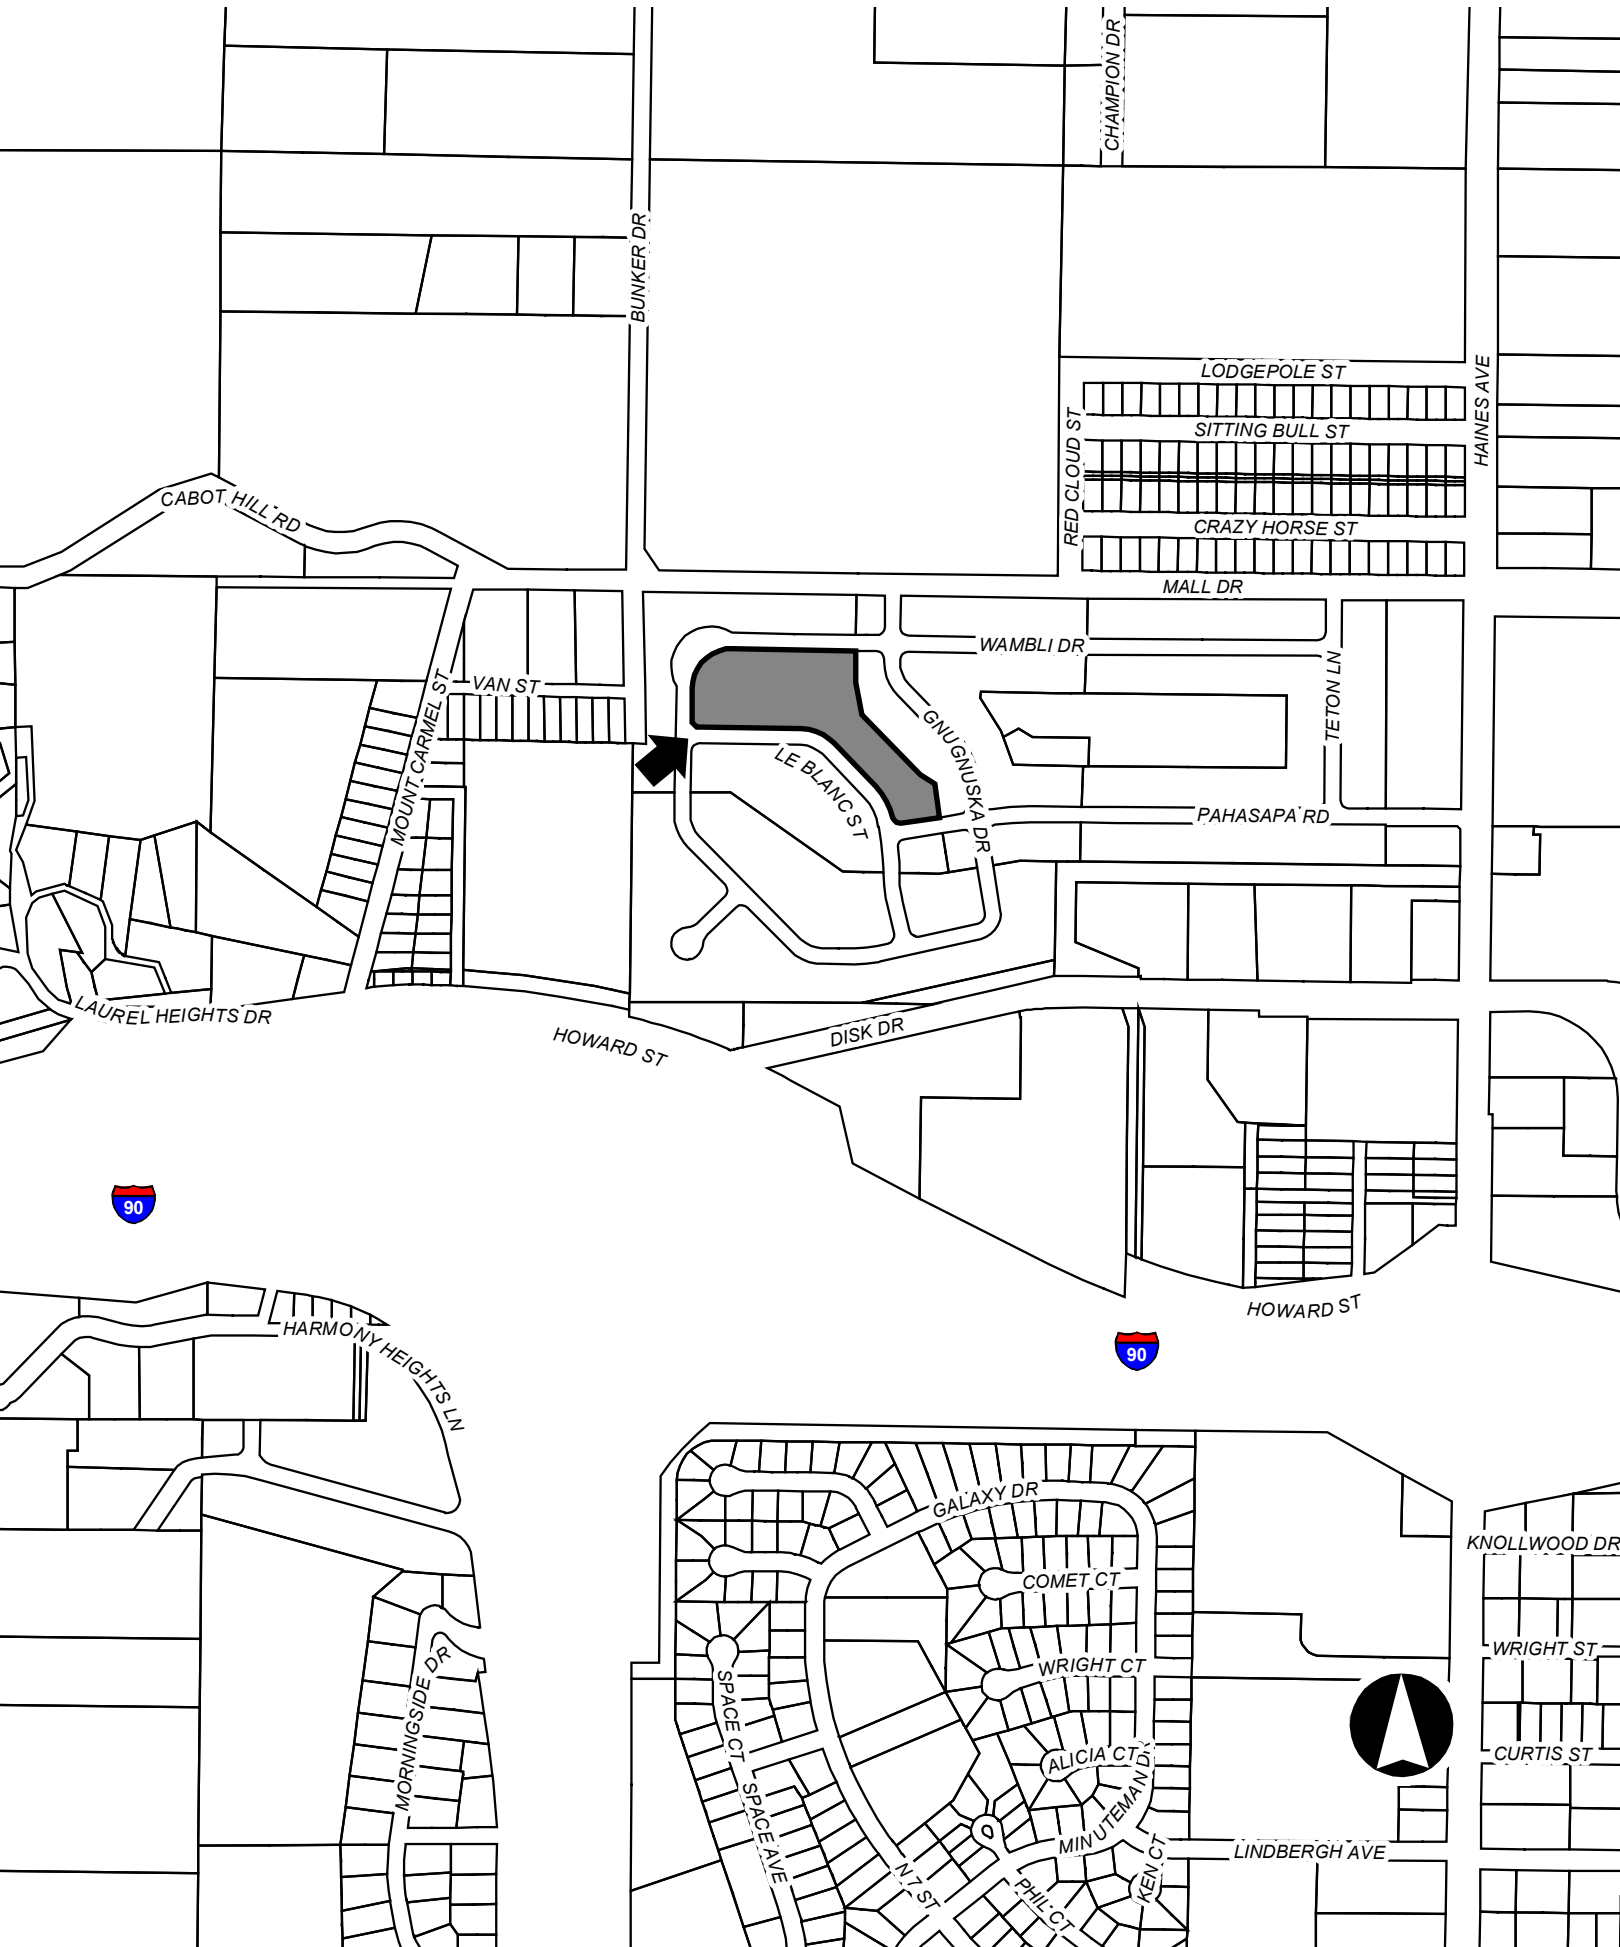 CHAMPION DR
BUNKER DR
LODGEPOLE ST
HAINES AVE
RED CLOUD ST
SITTING BULL ST
CABOT HILL RD
CRAZY HORSE ST
MALL DR
WAMBLI DR
TETON LN
VAN ST
MOUNT CARMEL ST
GNUGNUSKA DR
LE BLANC ST
PAHASAPA RD
LAUREL HEIGHTS DR
HOWARD ST
DISK DR
90
HOWARD ST
90
HARMONY HEIGHTS LN
GALAXY DR
KNOLLWOOD DR
COMET CT
WRIGHT ST
WRIGHT CT
MORNINGSIDE DR
SPACE CT
ALICIA CT
CURTIS ST
MINUTEMAN DR
SPACE AVE
LINDBERGH AVE
KEN CT
N 7 ST
PHIL CT